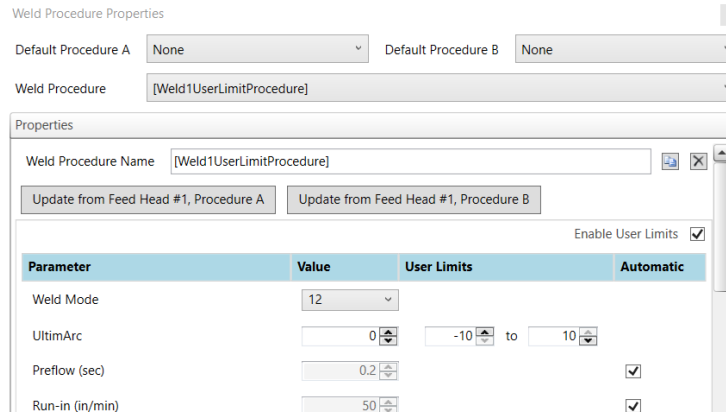 Weld Procedure Properties
Default Procedure A None Default Procedure B None
Weld Procedure [Weld1UserLimitProcedure]
Properties
Weld Procedure Name [Weld1UserLimitProcedure]
Update from Feed Head #1, Procedure A Update from Feed Head #1, Procedure B
Enable User Limits
Parameter Value User Limits Automatic
Weld Mode 12
UltimArc 0 -10 to 10
Preflow (sec) 0.2
Run-in (in/min) 50